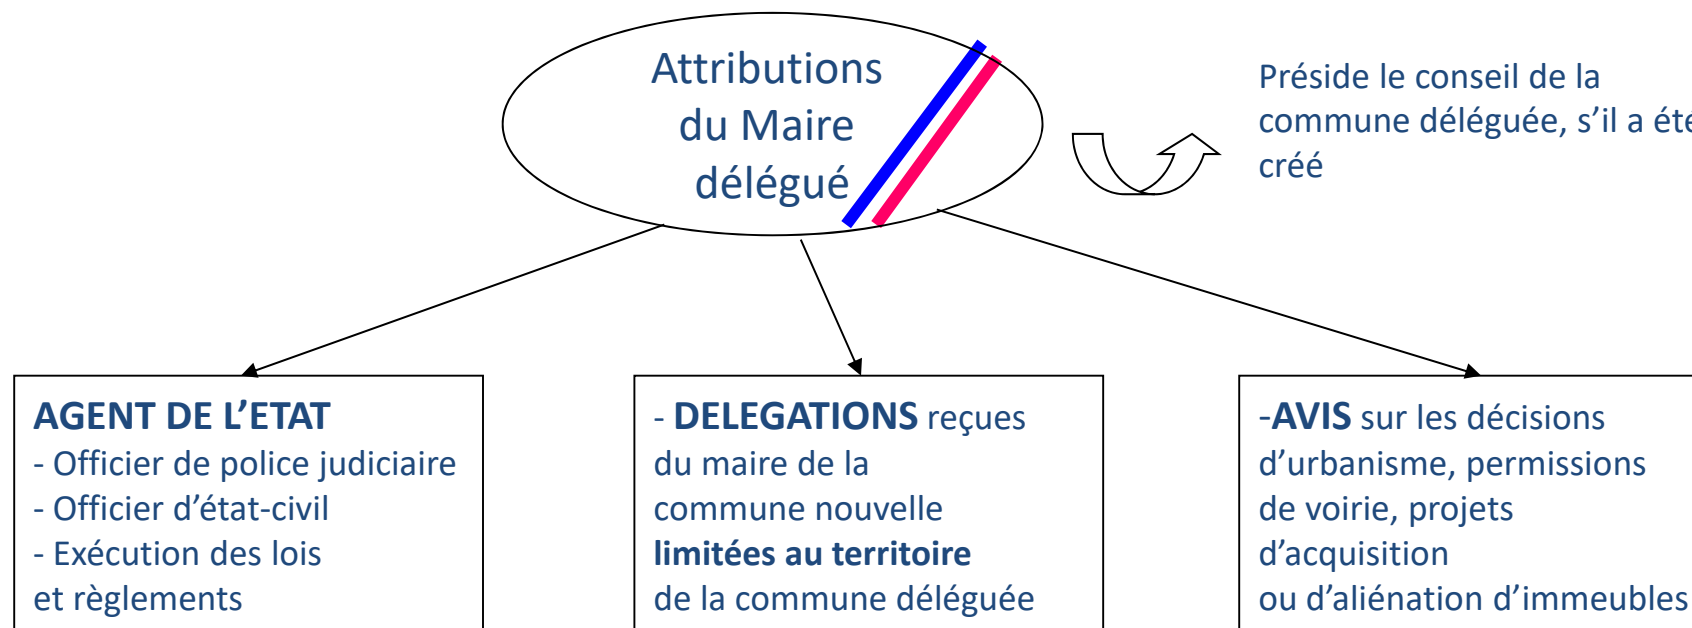 Attributions
du Maire
délégué
Préside le conseil de la
commune déléguée, s’il a été
créé
AGENT DE L’ETAT
- Officier de police judiciaire
- Officier d’état-civil
- Exécution des lois
et règlements
- DELEGATIONS reçues
du maire de la
commune nouvelle
limitées au territoire
de la commune déléguée
-AVIS sur les décisions
d’urbanisme, permissions
de voirie, projets
d’acquisition
ou d’aliénation d’immeubles